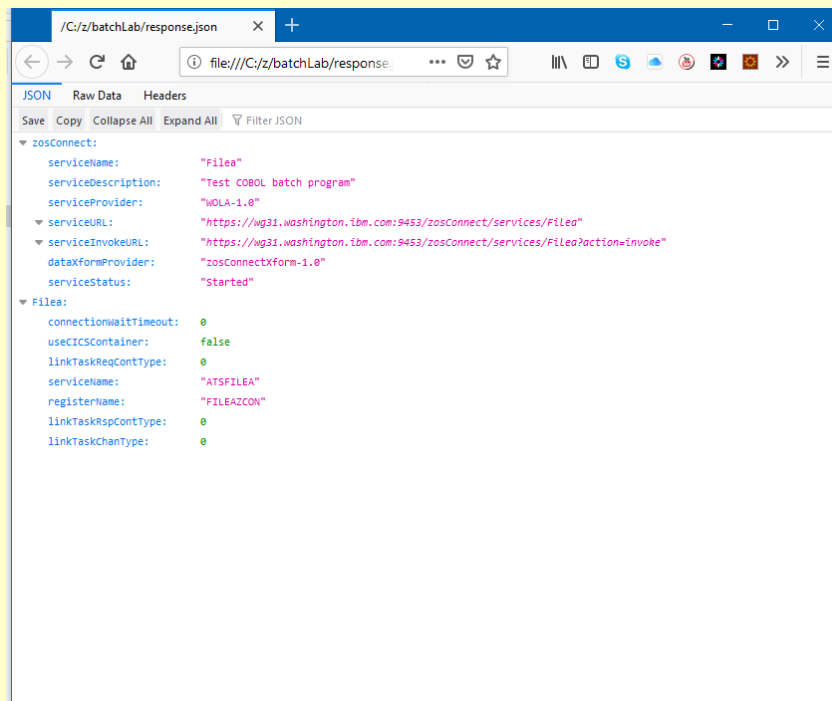 /C:/z/batchLab/response.json
file:///C:/z/batchLab/response.
JSON Raw Data Headers
Save Copy Collapse All Expand All Filter JSON
zosConnect:
serviceName: "Filea"
serviceDescription: "Test COBOL batch program"
serviceProvider: "WOLA-1.0"
serviceURL: "https://wg31.washington.ibm.com:9453/zosConnect/services/Filea"
serviceInvokeURL: "https://wg31.washington.ibm.com:9453/zosConnect/services/Filea?action=invoke"
dataXformProvider: "zosConnectXform-1.0"
serviceStatus: "Started"
Filea:
connectionWaitTimeout: 0
useCICSContainer: false
linkTaskReqContType: 0
serviceName: "ATSFILEA"
registerName: "FILEAZCON"
linkTaskRspContType: 0
linkTaskChanType: 0